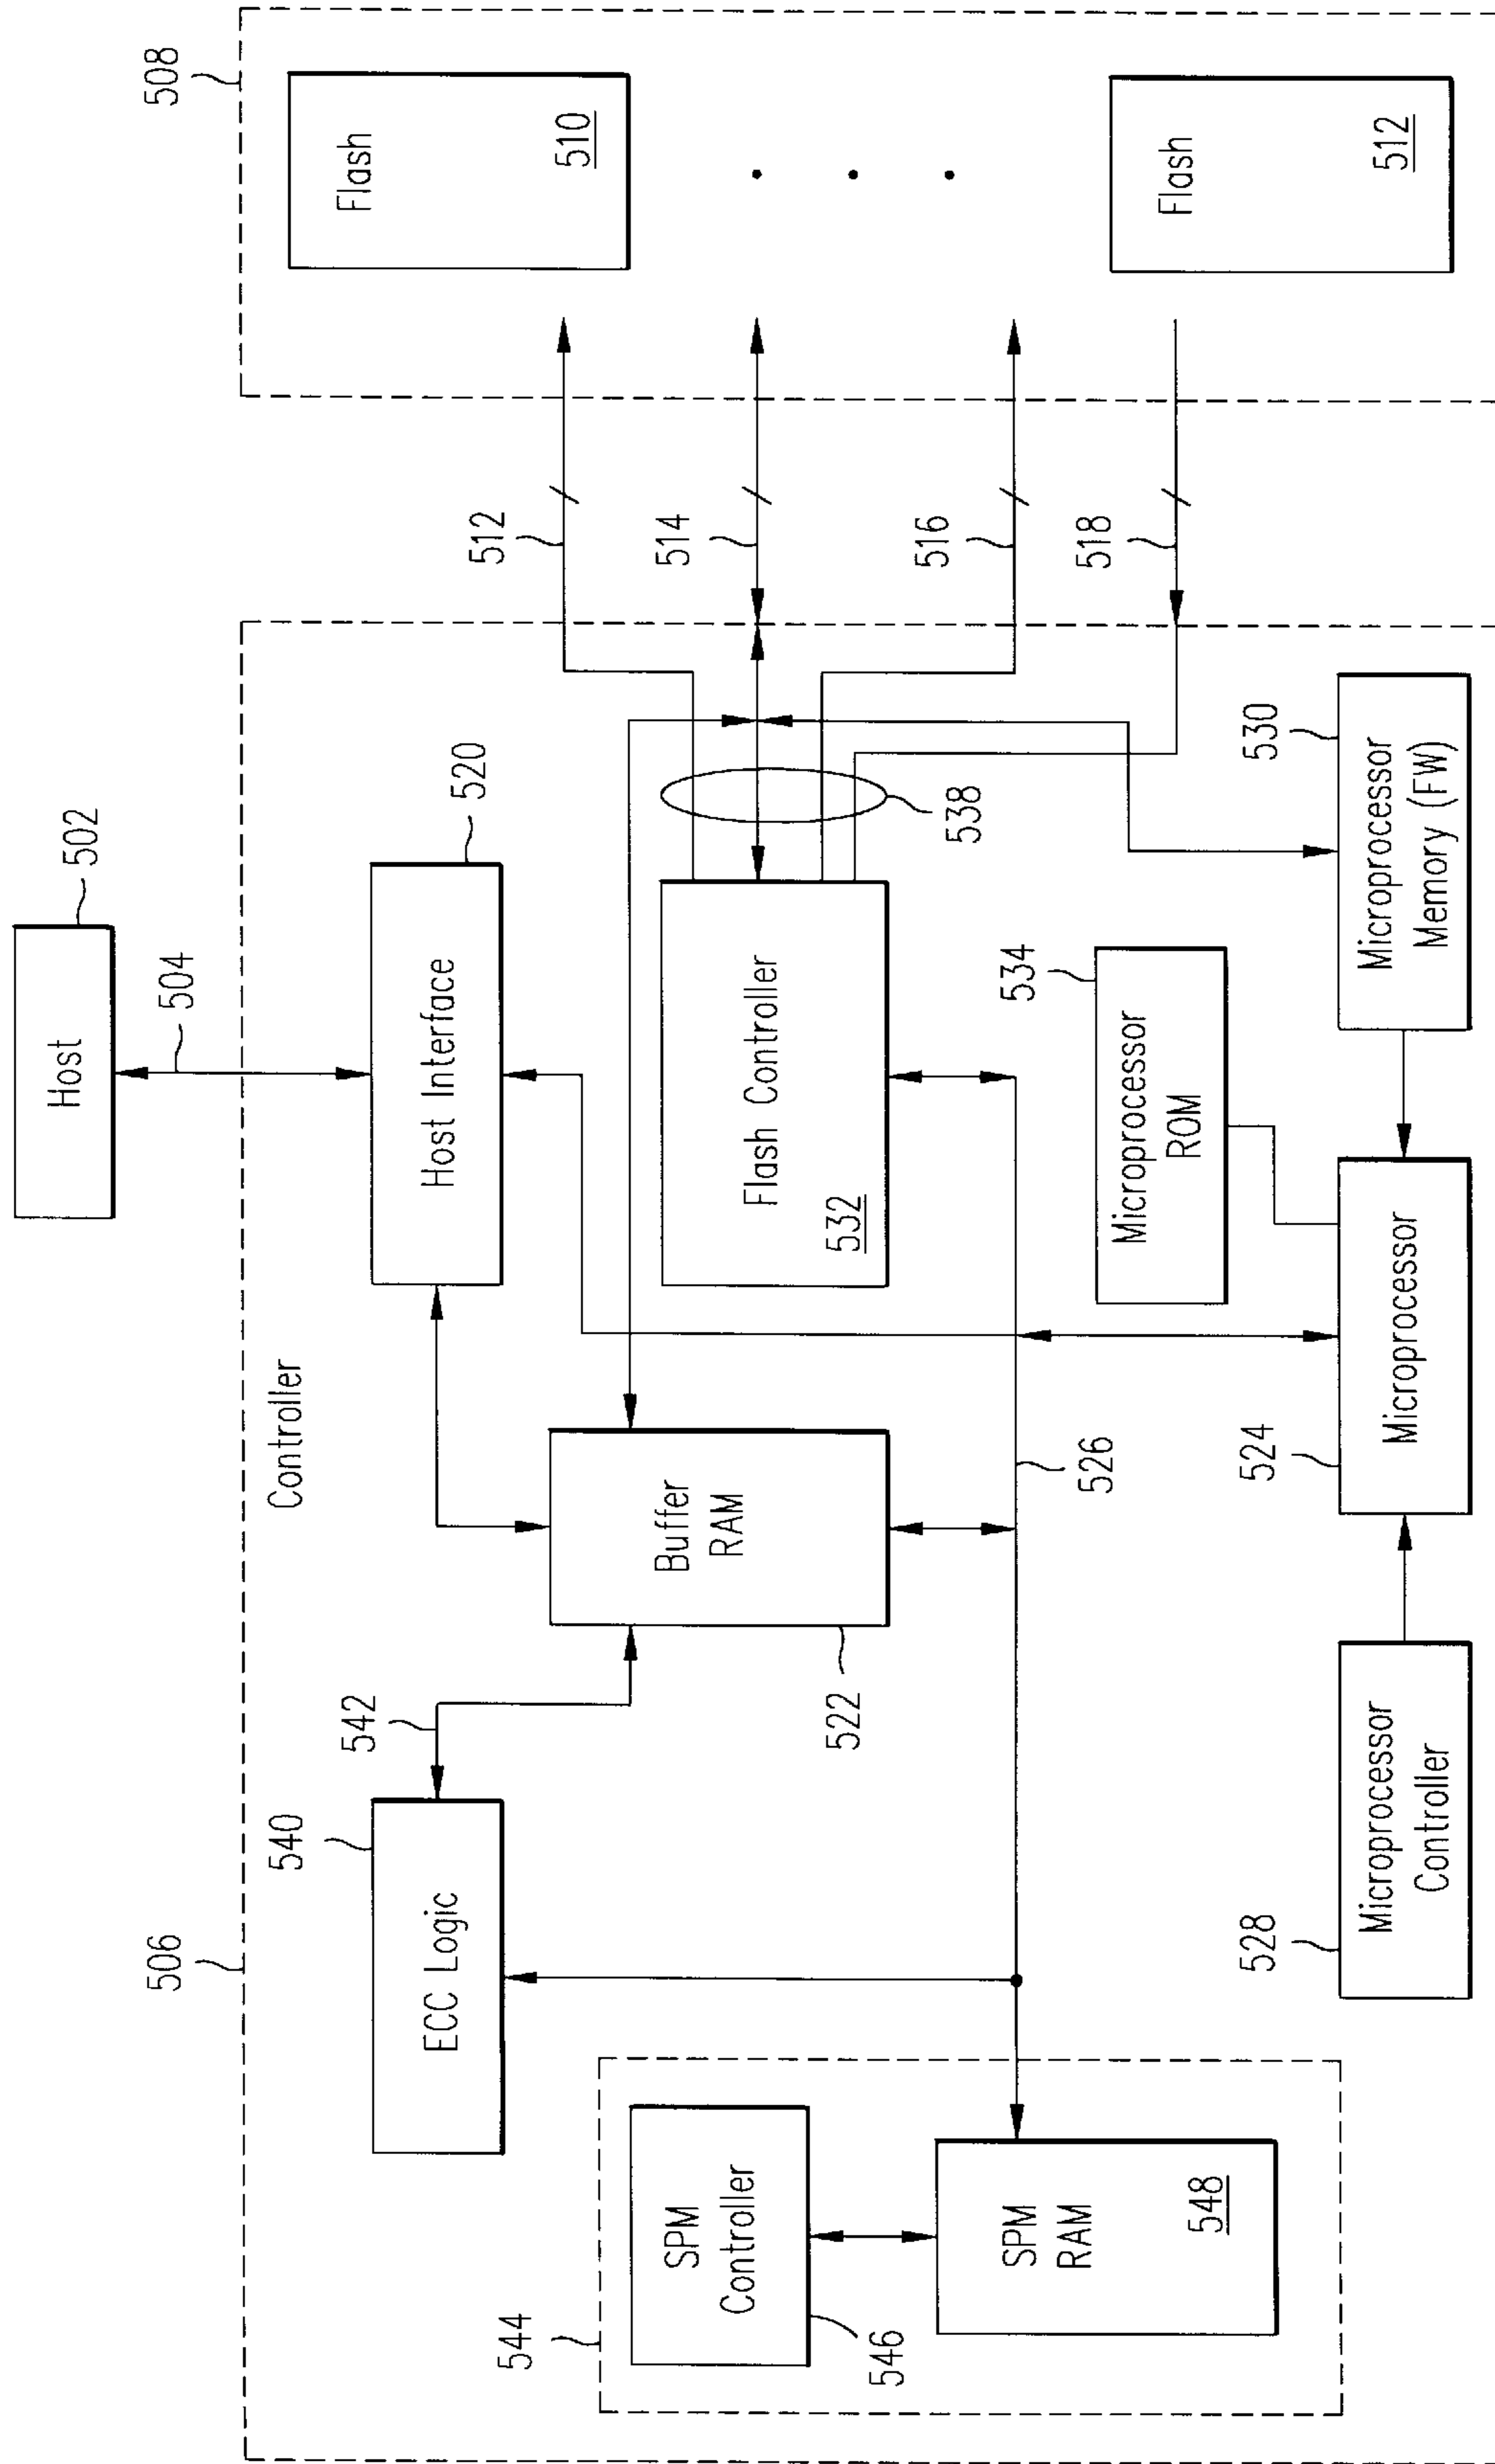 502
Host
504
506
Controller
508
540
ECC Logic
542
Host Interface
520
Buffer
RAM
522
Flash Controller
532
538
512
514
516
518
Flash
510
Flash
512
544
SPM
Controller
546
SPM
RAM
548
526
534
Microprocessor
ROM
528
Microprocessor
Controller
524
Microprocessor
530
Microprocessor
Memory (FW)